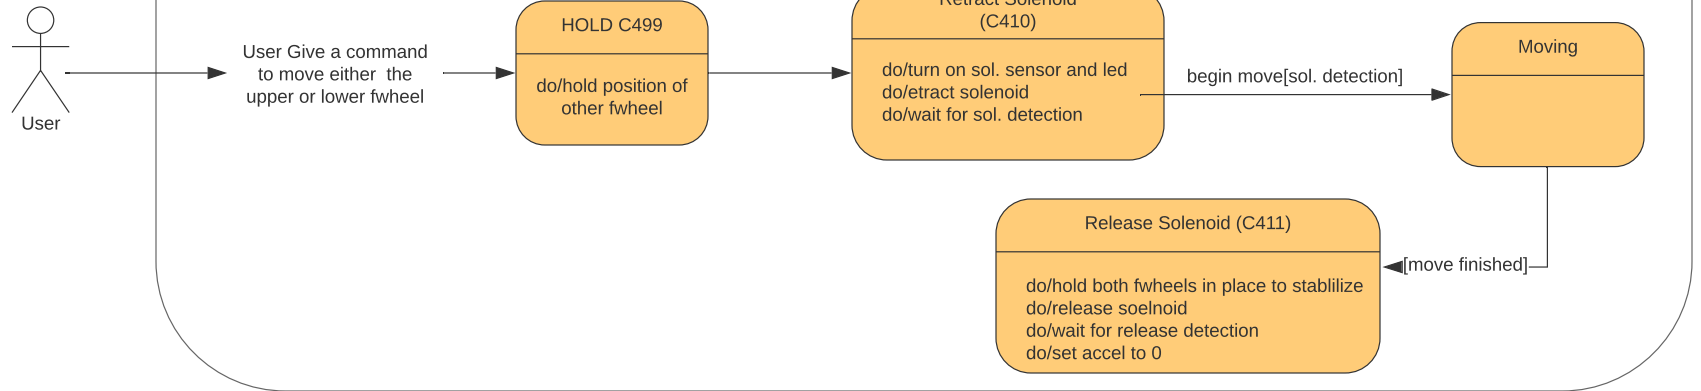 User
User Give a command
to move either the
upper or lower fwheel
HOLD C499
do/hold position of
other fwheel
Retract Solenoid
(C410)
do/turn on sol. sensor and led
do/etract solenoid
do/wait for sol. detection
begin move[sol. detection]
Moving
[move finished]
Release Solenoid (C411)
do/hold both fwheels in place to stablilize
do/release soelnoid
do/wait for release detection
do/set accel to 0